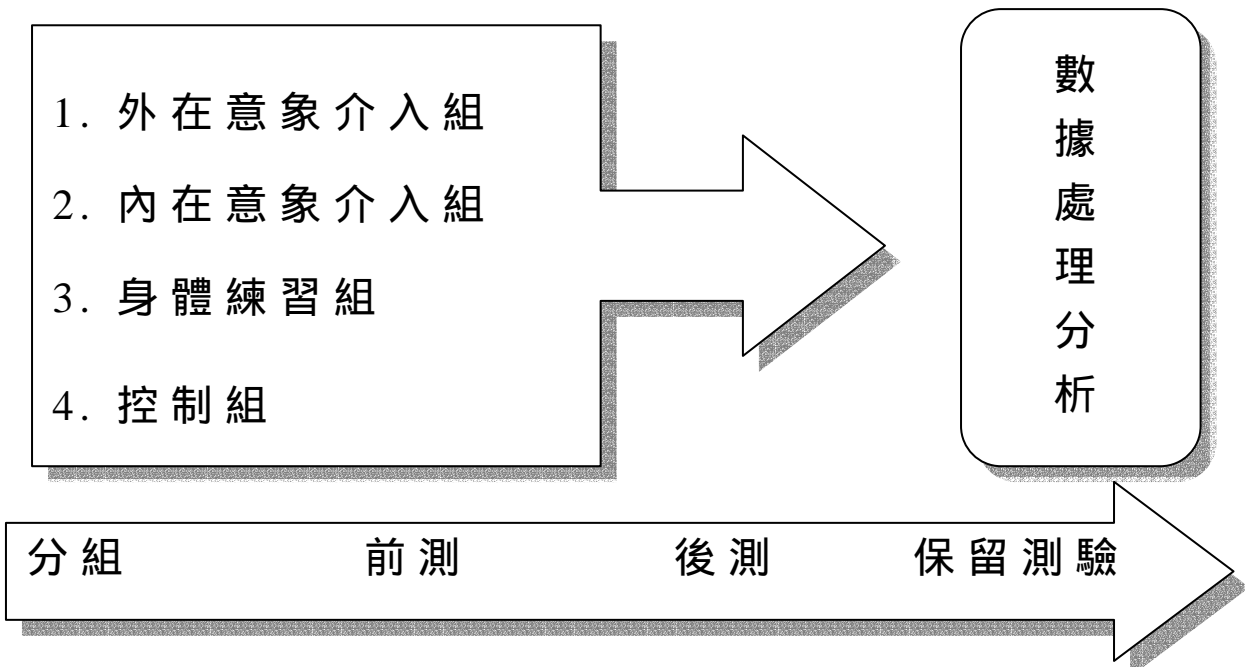 1. 外在意象介入組
2. 內在意象介入組
3. 身體練習組
4. 控制組
數據處理分析
分組 前測 後測 保留測驗